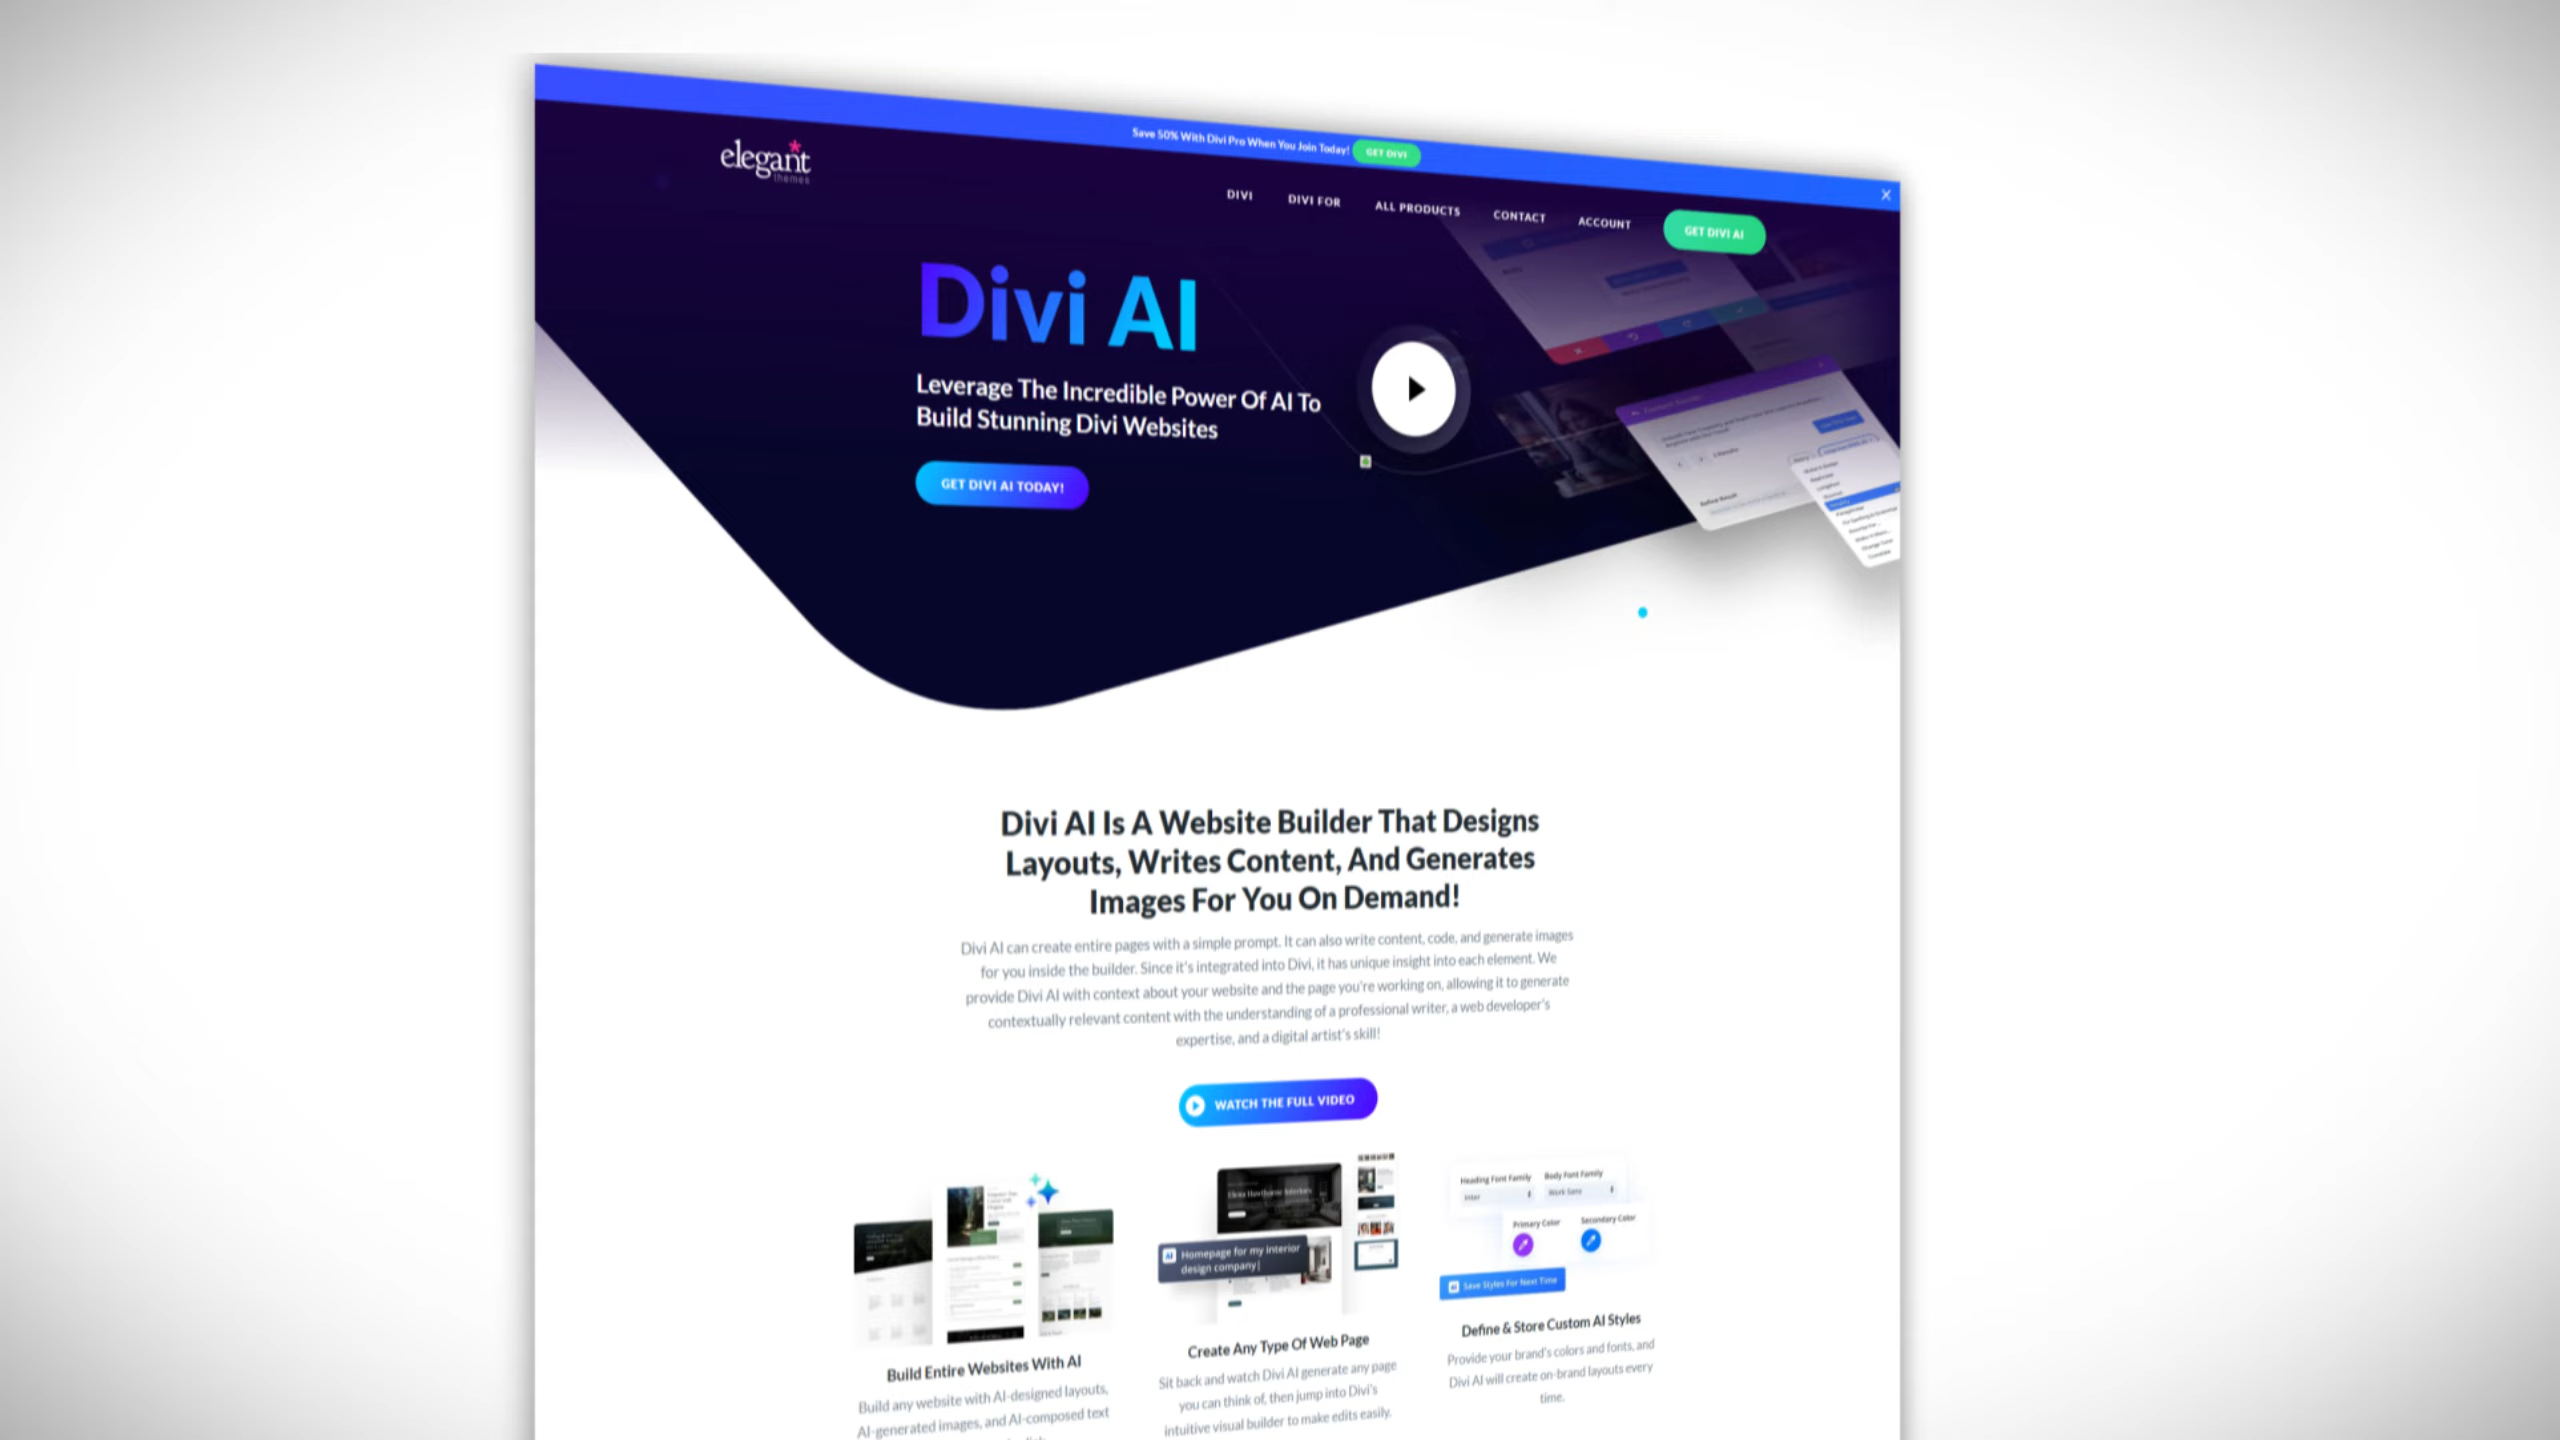 Save 50% With Divi Pro When You Join Today! GET DIVI
elegant
themes
DIVI DIVI FOR ALL PRODUCTS CONTACT ACCOUNT GET DIVI AI
Divi AI
Leverage The Incredible Power Of AI To
Build Stunning Divi Websites
GET DIVI AI TODAY!
Divi AI Is A Website Builder That Designs
Layouts, Writes Content, And Generates
Images For You On Demand!
Divi AI can create entire pages with a simple prompt. It can also write content, code, and generate images
for you inside the builder. Since it's integrated into Divi, it has unique insight into each element. We
provide Divi AI with context about your website and the page you're working on, allowing it to generate
contextually relevant content with the understanding of a professional writer, a web developer's
expertise, and a digital artist's skill!
WATCH THE FULL VIDEO
Elena Hawthorne Interiors
AI Homepage for my interior
design company|
Heading Font Family Body Font Family
Inter Work Sans
Primary Color Secondary Color
AI Save Styles For Next Time
Build Entire Websites With AI
Build any website with AI-designed layouts,
AI-generated images, and AI-composed text
Create Any Type Of Web Page
Sit back and watch Divi AI generate any page
you can think of, then jump into Divi's
intuitive visual builder to make edits easily.
Define & Store Custom AI Styles
Provide your brand's colors and fonts, and
Divi AI will create on-brand layouts every
time.